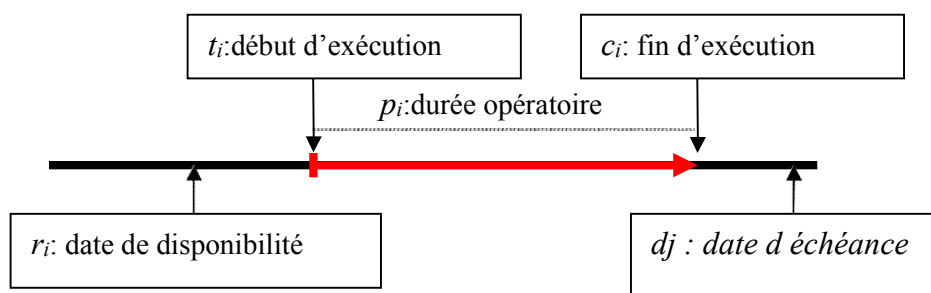 ti:début d’exécution
ci: fin d’exécution
pi:durée opératoire
ri: date de disponibilité
dj : date d échéance